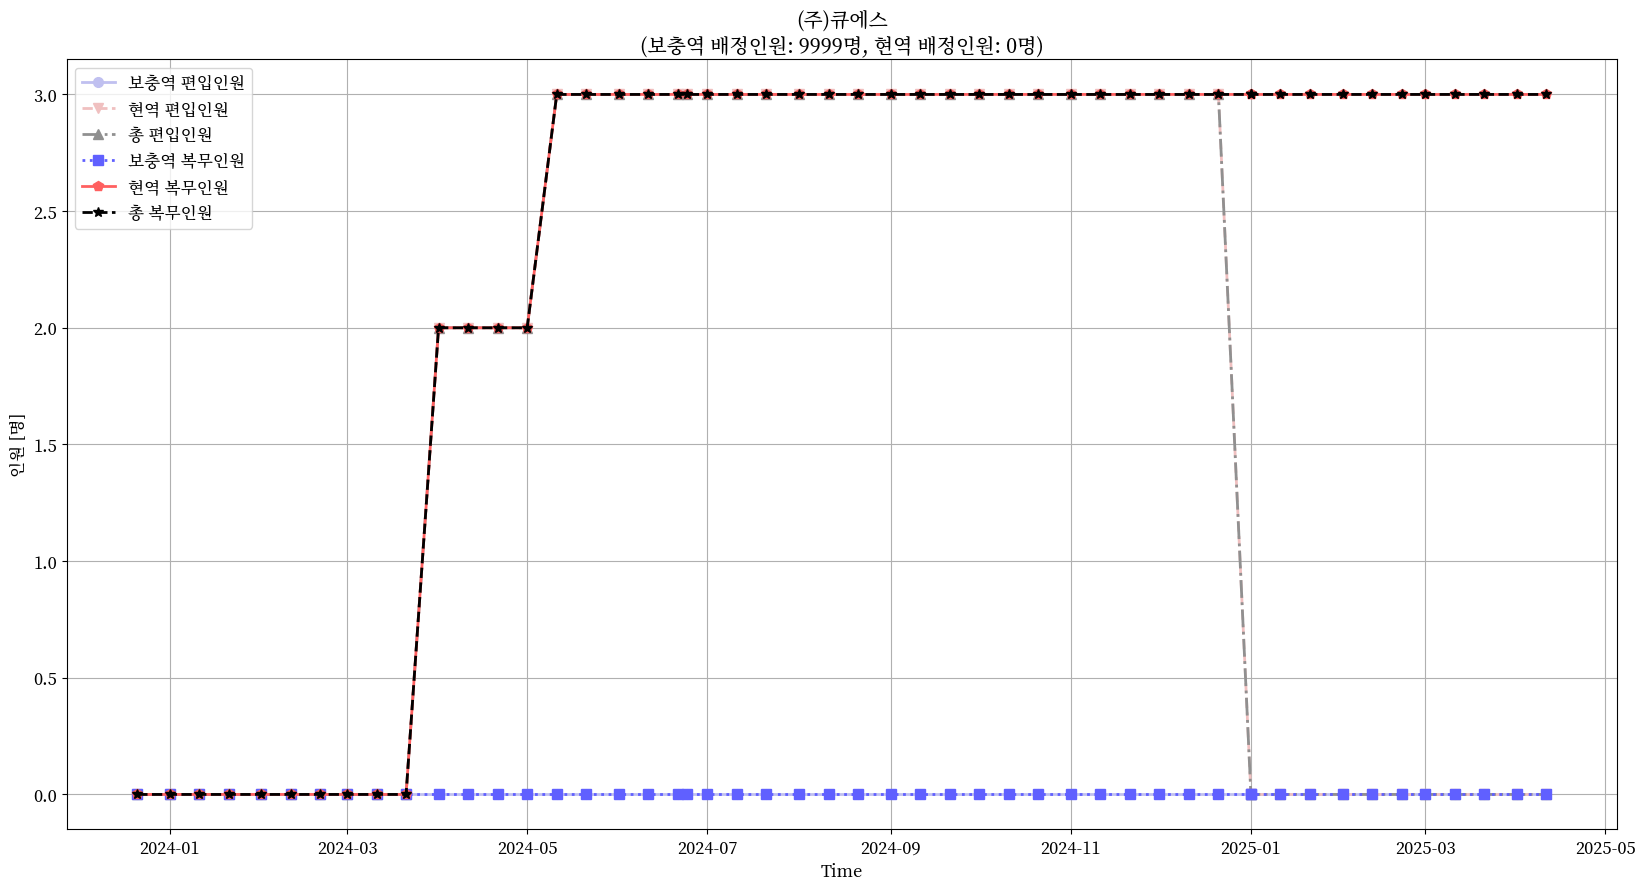 (주)큐에스
(보충역 배정인원: 9999명, 현역 배정인원: 0명)
보충역 편입인원
현역 편입인원
총 편입인원
보충역 복무인원
현역 복무인원
총 복무인원
3.0
2.5
2.0
1.5
1.0
0.5
0.0
인원 [명]
2024-01 2024-03 2024-05 2024-07 2024-09 2024-11 2025-01 2025-03 2025-05
Time